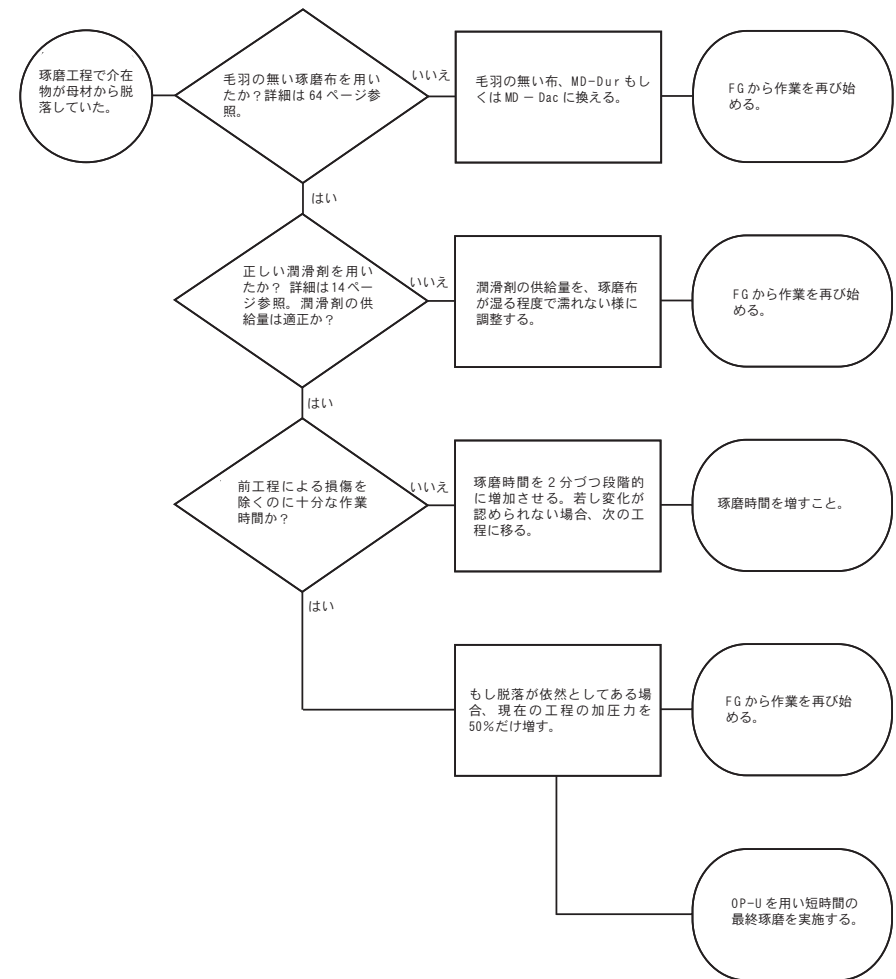 琢磨工程で介在
物が母材から脱
落していた。
毛羽の無い琢磨布を用い
たか？詳細は 64 ページ参
照。
いいえ
毛羽の無い布、MD-Dur もし
くは MD － Dac に換える。
FG から作業を再び始
める。
はい
正しい潤滑剤を用い
たか？ 詳細は14ペー
ジ参照。潤滑剤の供
給量は適正か？
いいえ
潤滑剤の供給量を、琢磨布
が湿る程度で濡れない様に
調整する。
FG から作業を再び始
める。
はい
前工程による損傷を
除くのに十分な作業
時間か？
いいえ
琢磨時間を２分づつ段階的
に増加させる。若し変化が
認められない場合、次の工
程に移る。
琢磨時間を増すこと。
はい
もし脱落が依然としてある場
合、現在の工程の加圧力を
50％だけ増す。
FG から作業を再び始
める。
OP-U を用い短時間の
最終琢磨を実施する。